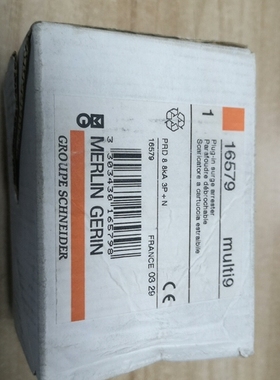 16579 multi9
1
Plug-in surge arrester
Parafoudre débrochable
Scaricatore a cartuccia estraibile
PRD 8 8kA 3P+N
16579
FRANCE 03 29
CE
3 303430 165798
MERLIN GERIN
GROUPE SCHNEIDER